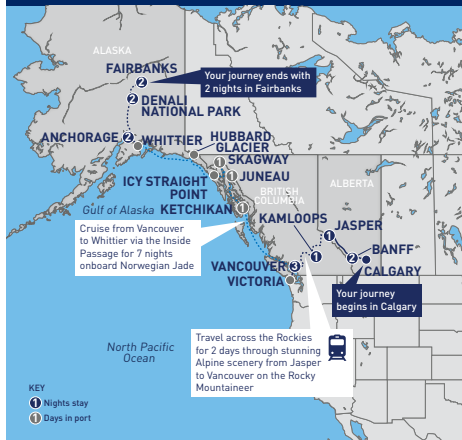 ALASKA
FAIRBANKS
2
Your journey ends with
2 nights in Fairbanks
2
DENALI
NATIONAL PARK
ANCHORAGE
2
WHITTIER
HUBBARD
GLACIER
1
SKAGWAY
1
JUNEAU
ICY STRAIGHT
POINT
BRITISH
COLUMBIA
ALBERTA
Gulf of Alaska
KETCHIKAN
1
KAMLOOPS
1
JASPER
1
Cruise from Vancouver
to Whittier via the Inside
Passage for 7 nights
onboard Norwegian Jade
BANFF
2
CALGARY
VANCOUVER
3
VICTORIA
Your journey
begins in Calgary
North Pacific
Ocean
Travel across the Rockies
for 2 days through stunning
Alpine scenery from Jasper
to Vancouver on the Rocky
Mountaineer
KEY
1 Nights stay
1 Days in port